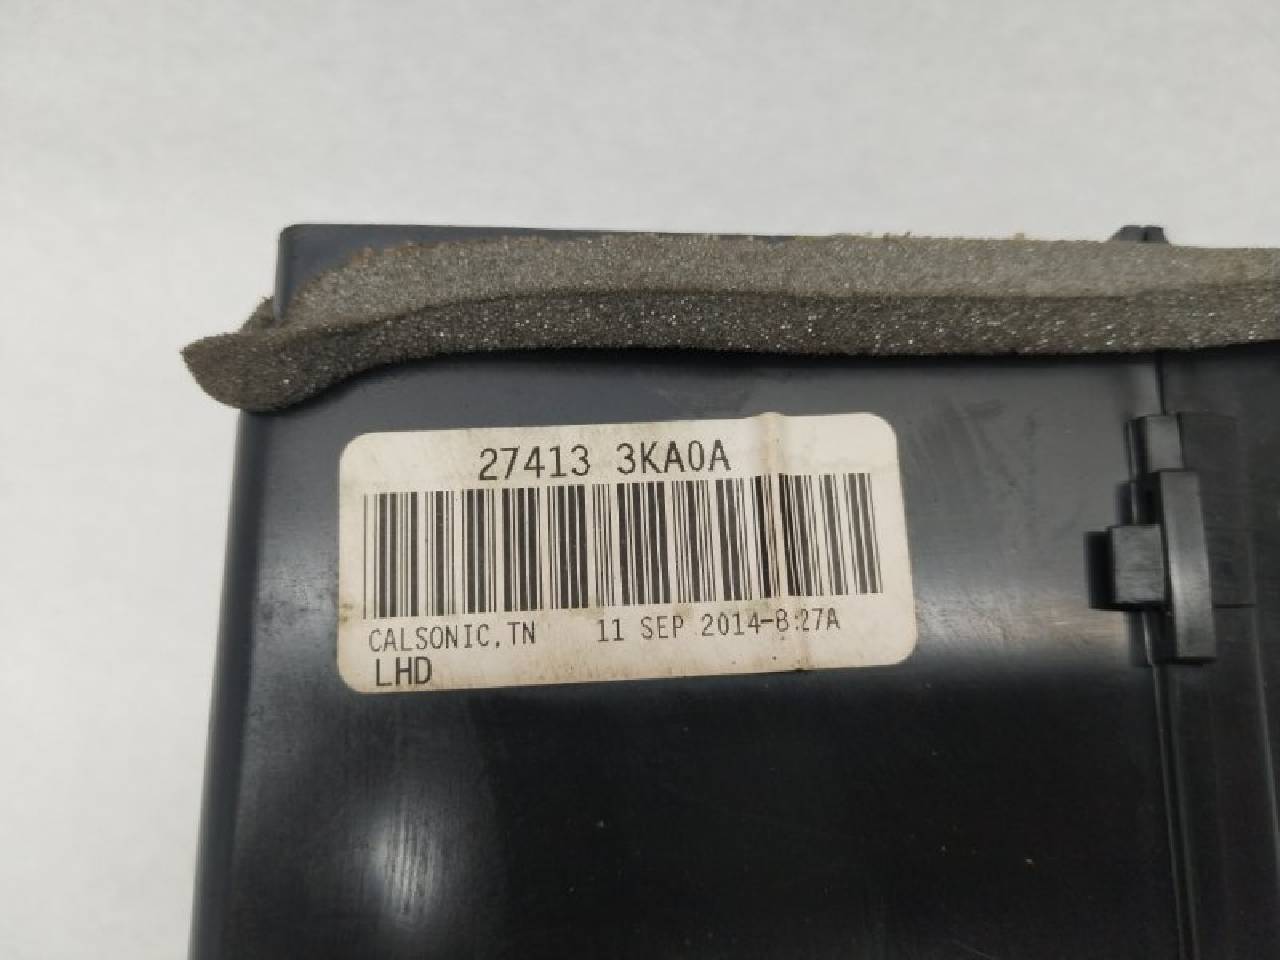 27413 3KA0A
CALSONIC,TN 11 SEP 2014-8:27A
LHD